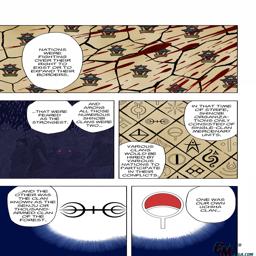 NATIONS
WERE
FIGHTING
OVER THEIR
RIGHT TO
EXIST OR TO
EXPAND THEIR
BORDERS.
AND
AMONG
ALL THOSE
NUMEROUS
SHINOBI
CLANS WERE
TWO...
...THAT WERE
FEARED AS
THE
STRONGEST.
IN THAT TIME
OF STRIFE,
SHINOBI
ORGANIZA-
TIONS ONLY
CONSISTED OF
SINGLE-CLAN
MERCENARY
UNITS.
VARIOUS
CLANS WOULD
BE HIRED BY
VARIOUS
NATIONS TO
PARTICIPATE
IN THEIR
CONFLICTS.
ONE WAS
OUR OWN
UCHIHA
CLAN.
AND THE
OTHER WAS
THE CLAN
KNOWN AS THE
SENJU OR
THOUSAND-
ARMED CLAN OF
THE FOREST.